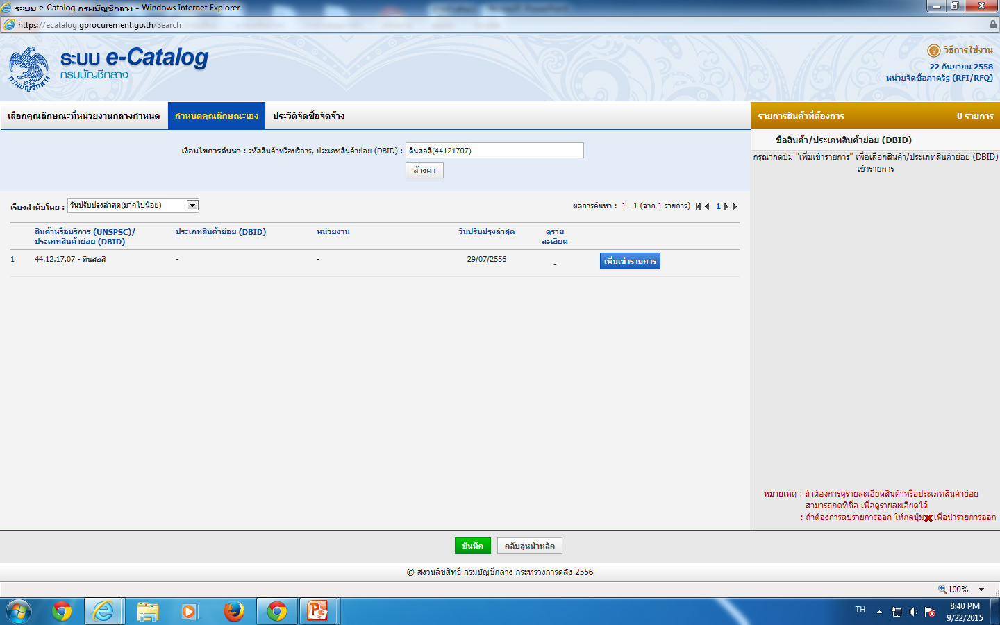 ระบบ e-Catalog กรมบัญชีกลาง - Windows Internet Explorer
https://ecatalog.gprocurement.go.th/Search
ระบบ e-Catalog
กรมบัญชีกลาง
กรมบัญชีกลาง
วิธีการใช้งาน
22 กันยายน 2558
หน่วยจัดซื้อภาครัฐ (RFI/RFQ)
เลือกคุณลักษณะที่หน่วยงานกลางกำหนด กำหนดคุณลักษณะเอง ประวัติจัดซื้อจัดจ้าง
รายการสินค้าที่ต้องการ 0 รายการ
ชื่อสินค้า/ประเภทสินค้าย่อย (DBID)
กรุณากดปุ่ม "เพิ่มเข้ารายการ" เพื่อเลือกสินค้า/ประเภทสินค้าย่อย (DBID)
เข้ารายการ
เงื่อนไขการค้นหา : รหัสสินค้าหรือบริการ, ประเภทสินค้าย่อย (DBID) : ดินสอสี(44121707)
ล้างค่า
เรียงลำดับโดย : วันปรับปรุงล่าสุด(มากไปน้อย)
ผลการค้นหา : 1 - 1 (จาก 1 รายการ) 1
สินค้าหรือบริการ (UNSPSC)/ ประเภทสินค้าย่อย (DBID) หน่วยงาน วันปรับปรุงล่าสุด ดูราย
ประเภทสินค้าย่อย (DBID) ละเอียด
1 44.12.17.07 - ดินสอสี - - 29/07/2556 - เพิ่มเข้ารายการ
หมายเหตุ : ถ้าต้องการดูรายละเอียดสินค้าหรือประเภทสินค้าย่อย
สามารถกดที่ชื่อ เพื่อดูรายละเอียดได้
: ถ้าต้องการลบรายการออก ให้กดปุ่ม เพื่อนำรายการออก
บันทึก กลับสู่หน้าหลัก
© สงวนลิขสิทธิ์ กรมบัญชีกลาง กระทรวงการคลัง 2556
100%
TH
8:40 PM
9/22/2015